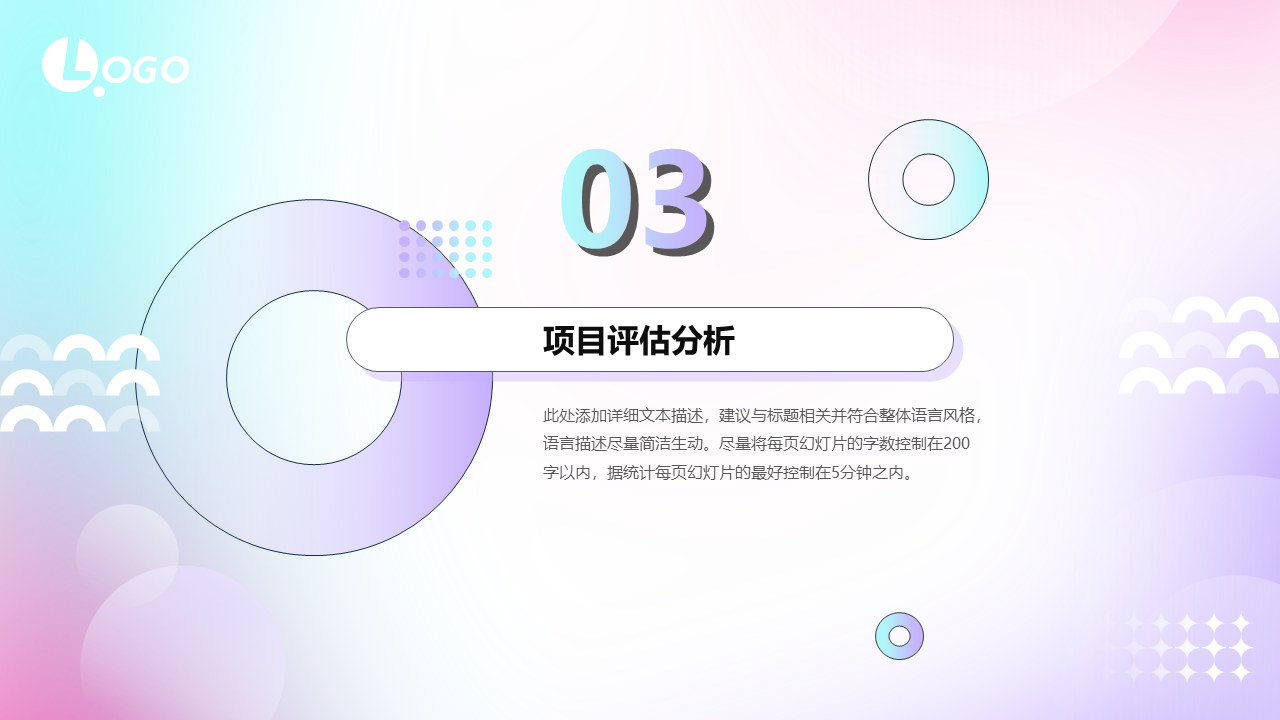 LOGO
03
项目评估分析
此处添加详细文本描述，建议与标题相关并符合整体语言风格，
语言描述尽量简洁生动。尽量将每页幻灯片的字数控制在200
字以内，据统计每页幻灯片的最好控制在5分钟之内。